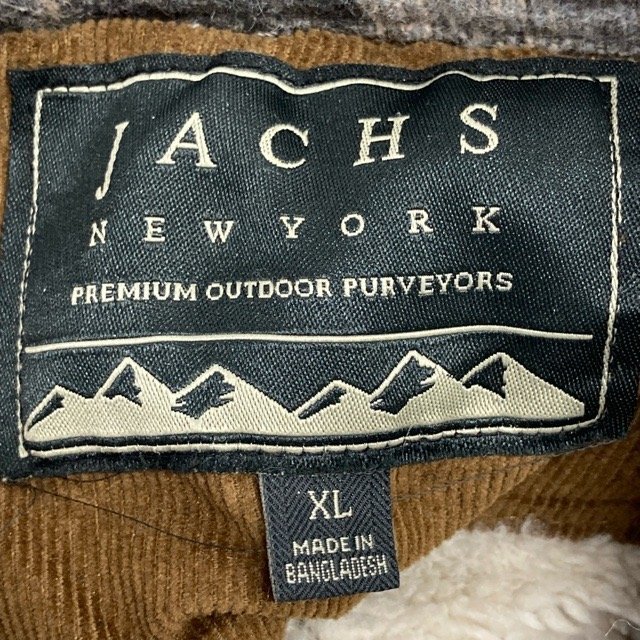 JACHS
NEW YORK
PREMIUM OUTDOOR PURVEYORS
XL
MADE IN
BANGLADESH